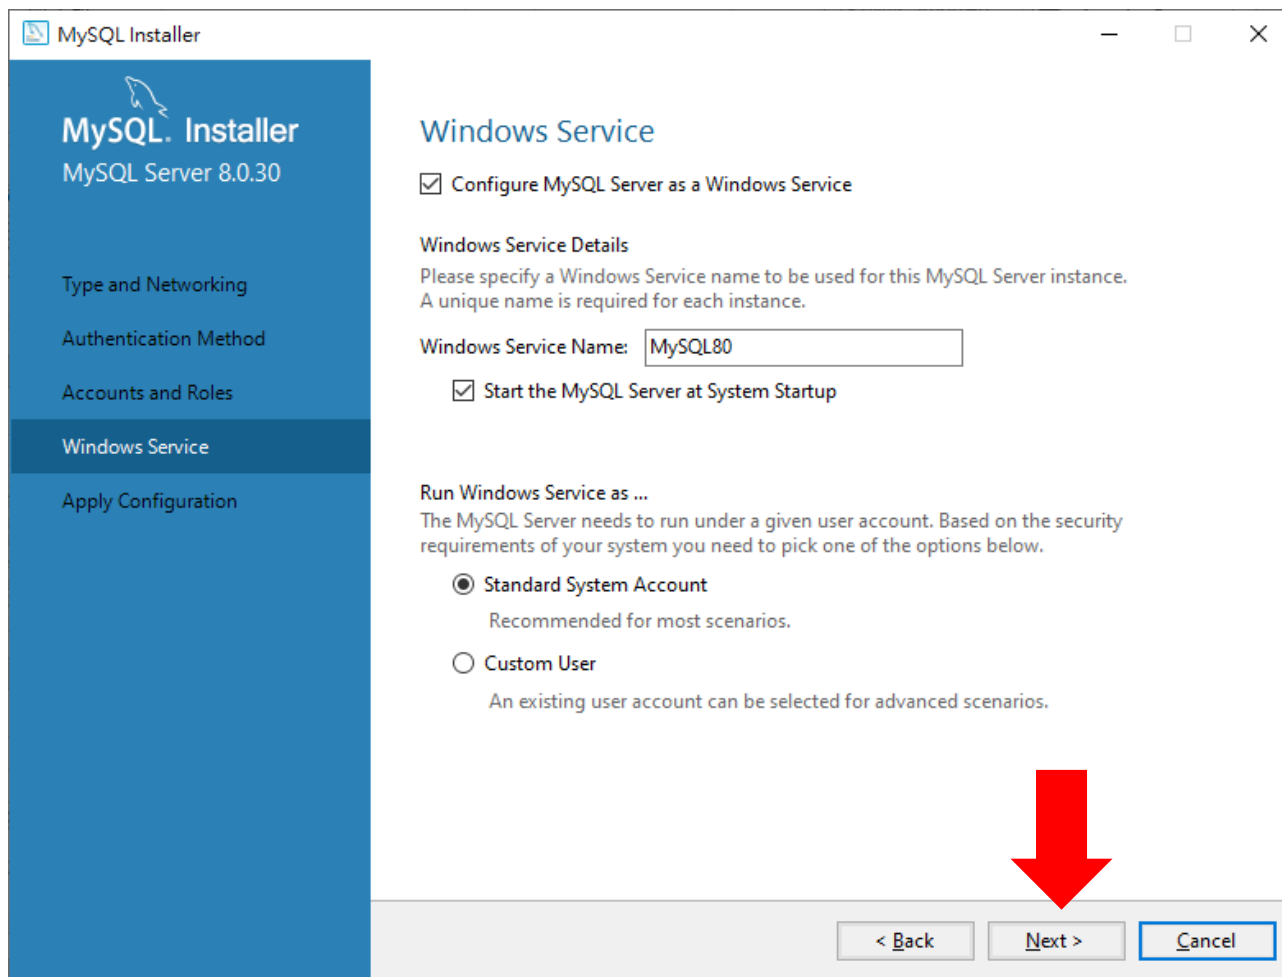 MySQL Installer
MySQL. Installer
MySQL Server 8.0.30
Type and Networking
Authentication Method
Accounts and Roles
Windows Service
Apply Configuration
Windows Service
Configure MySQL Server as a Windows Service
Windows Service Details
Please specify a Windows Service name to be used for this MySQL Server instance.
A unique name is required for each instance.
Windows Service Name: MySQL80
Start the MySQL Server at System Startup
Run Windows Service as ...
The MySQL Server needs to run under a given user account. Based on the security
requirements of your system you need to pick one of the options below.
Standard System Account
Recommended for most scenarios.
Custom User
An existing user account can be selected for advanced scenarios.
< Back Next > Cancel